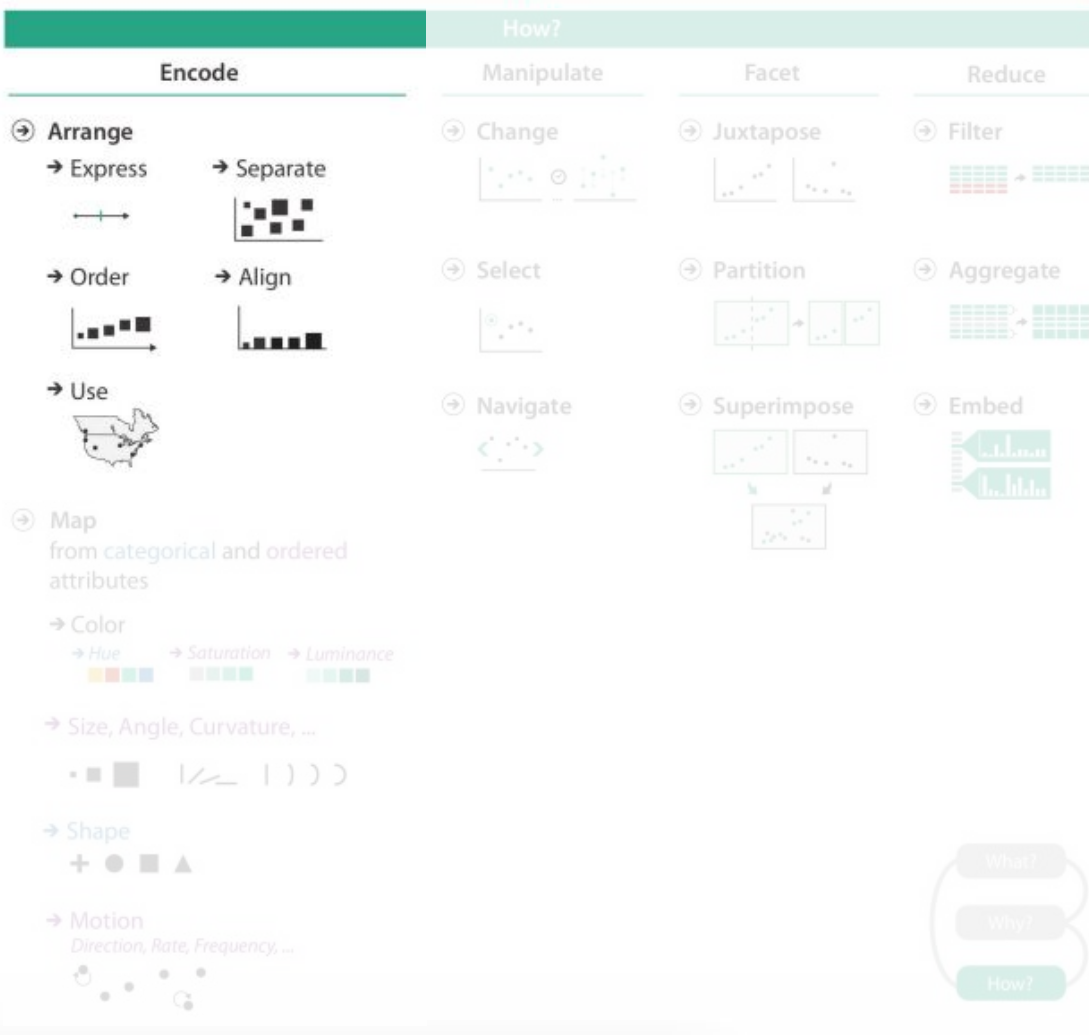 How?
Encode
Manipulate
Facet
Reduce
Arrange
Express
Separate
Order
Align
Use
Map
from categorical and ordered
attributes
Color
Hue
Saturation
Luminance
Size, Angle, Curvature, ...
Shape
Motion
Direction, Rate, Frequency, ...
Change
Select
Navigate
Juxtapose
Partition
Superimpose
Filter
Aggregate
Embed
What?
Why?
How?